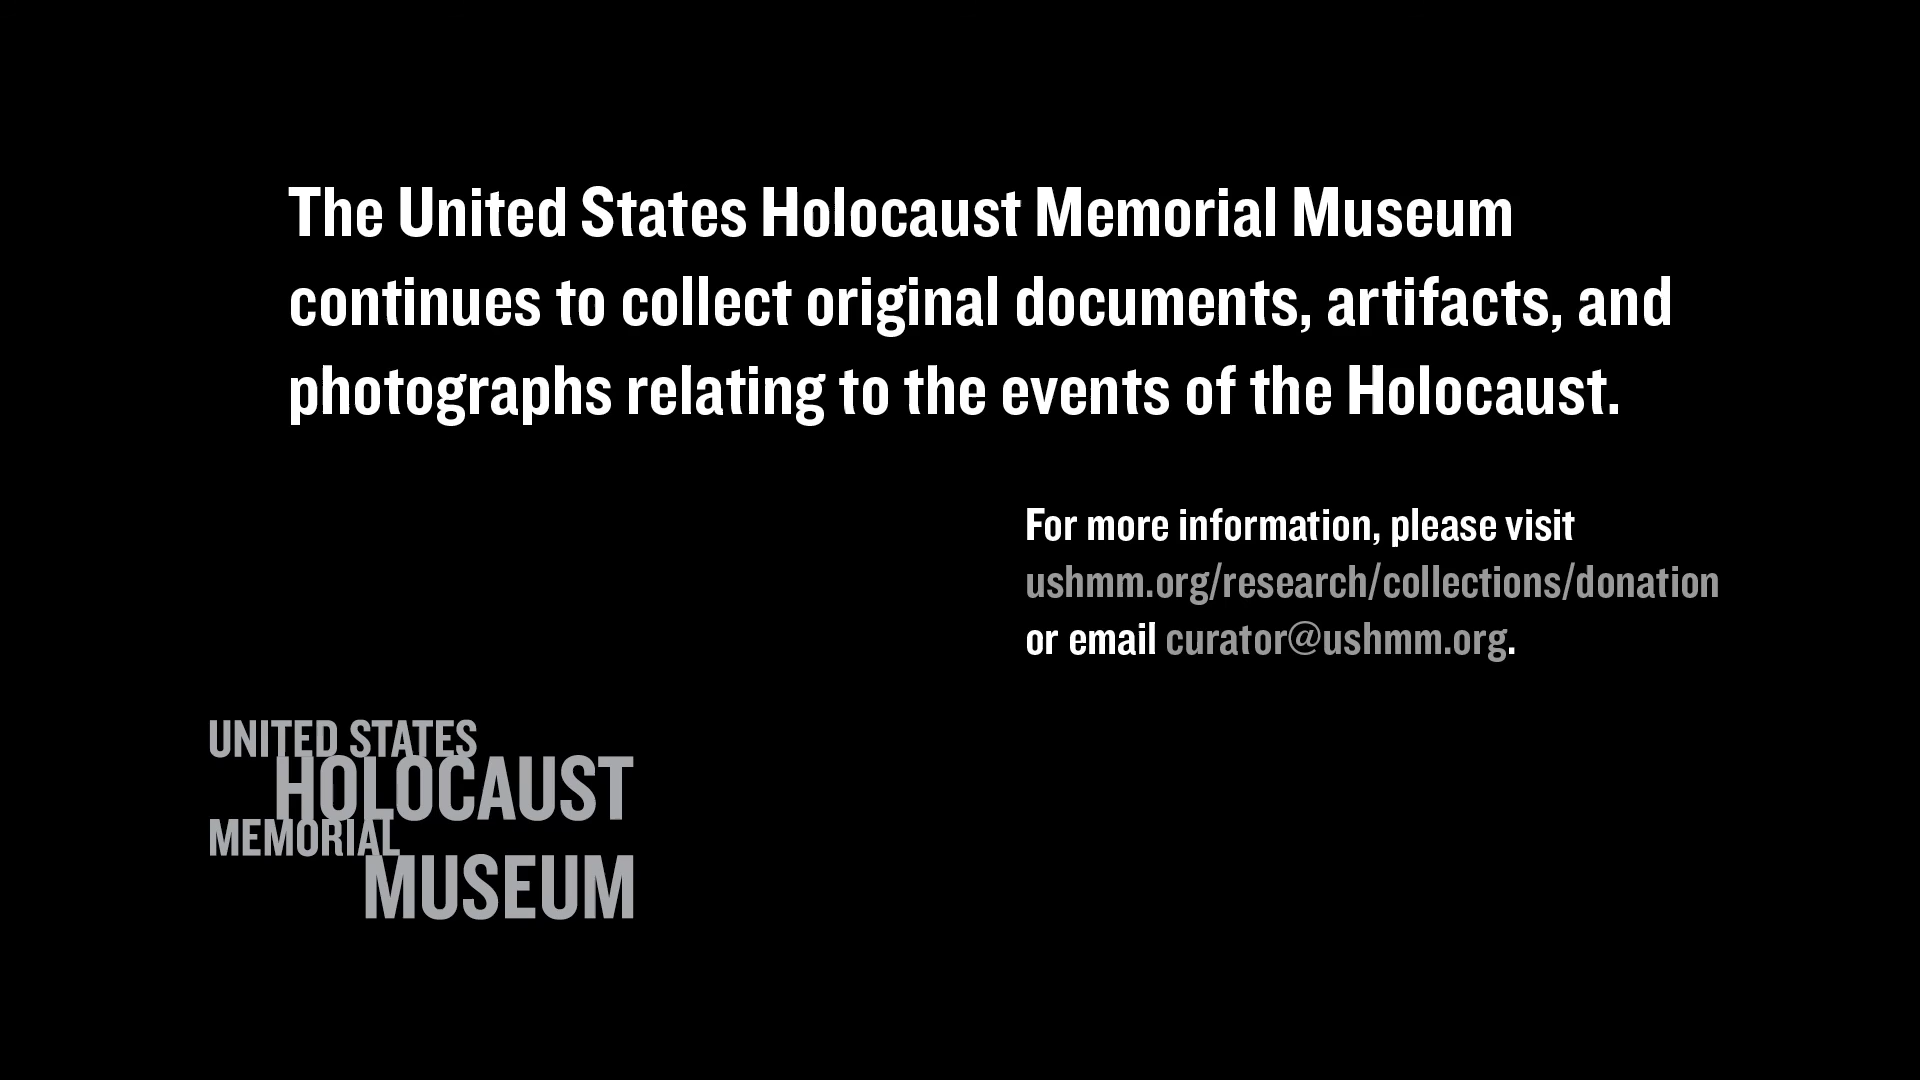 The United States Holocaust Memorial Museum
continues to collect original documents, artifacts, and
photographs relating to the events of the Holocaust.
For more information, please visit
ushmm.org/research/collections/donation
or email curator@ushmm.org.
UNITED STATES
HOLOCAUST
MEMORIAL
MUSEUM